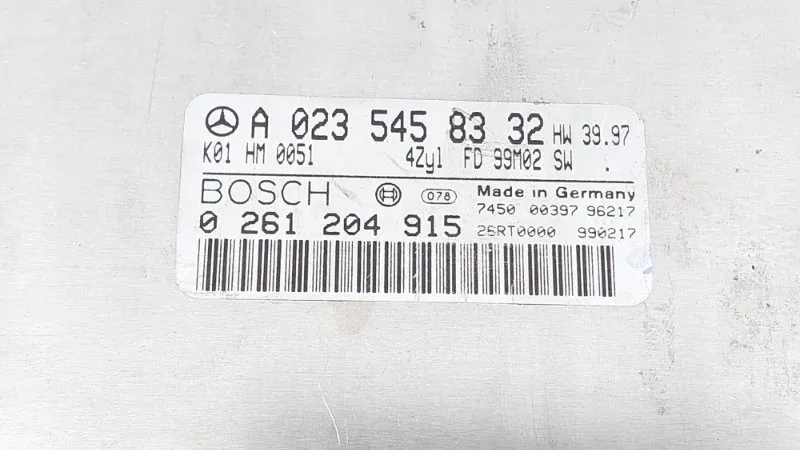 A 023 545 83 32 HW 39.97
K01 HM 0051 4Zyl FD 99M02 SW .
BOSCH 078 Made in Germany
7450 00397 96217
0 261 204 915 26RT0000 990217